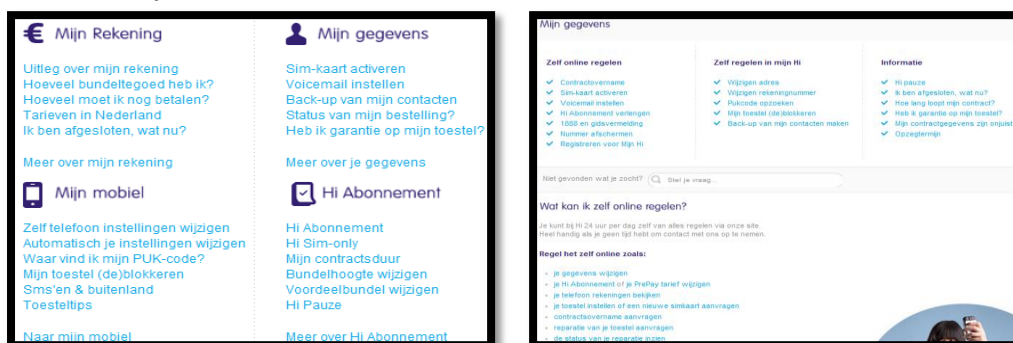 Mijn Rekening
Uitleg over mijn rekening
Hoeveel bundeltegoed heb ik?
Hoeveel moet ik nog betalen?
Tarieven in Nederland
Ik ben afgesloten, wat nu?
Meer over mijn rekening
Mijn gegevens
Sim-kaart activeren
Voicemail instellen
Back-up van mijn contacten
Status van mijn bestelling?
Heb ik garantie op mijn toestel?
Meer over je gegevens
Mijn mobiel
Zelf telefoon instellingen wijzigen
Automatisch je instellingen wijzigen
Waar vind ik mijn PUK-code?
Mijn toestel (de)blokkeren
Sms'en & buitenland
Toesteltips
Naar mijn mobiel
Hi Abonnement
Hi Abonnement
Hi Sim-only
Mijn contractsduur
Bundelhoogte wijzigen
Voordeelbundel wijzigen
Hi Pauze
Meer over Hi Abonnement
Mijn gegevens
Zelf online regelen
Contractovername
Sim-kaart activeren
Voicemail instellen
Hi Abonnement verlengen
1888 en gidsvermelding
Nummer afschermen
Registreren voor Mijn Hi
Zelf regelen in mijn Hi
Wijzigen adres
Wijzigen rekeningnummer
Pukcode opzoeken
Mijn toestel (de)blokkeren
Back-up van mijn contacten maken
Informatie
Hi pauze
Ik ben afgesloten, wat nu?
Hoe lang loopt mijn contract?
Heb ik garantie op mijn toestel?
Mijn contractgegevens zijn onjuist
Opzegtermijn
Niet gevonden wat je zocht?
Stel je vraag...
Wat kan ik zelf online regelen?
Je kunt bij Hi 24 uur per dag zelf van alles regelen via onze site.
Heel handig als je geen tijd hebt om contact met ons op te nemen.
Regel het zelf online zoals:
je gegevens wijzigen
je Hi Abonnement of je PrePay tarief wijzigen
je telefoon rekeningen bekijken
je toestel instellen of een nieuwe simkaart aanvragen
contractsovername aanvragen
reparatie van je toestel aanvragen
de status van je reparatie inzien